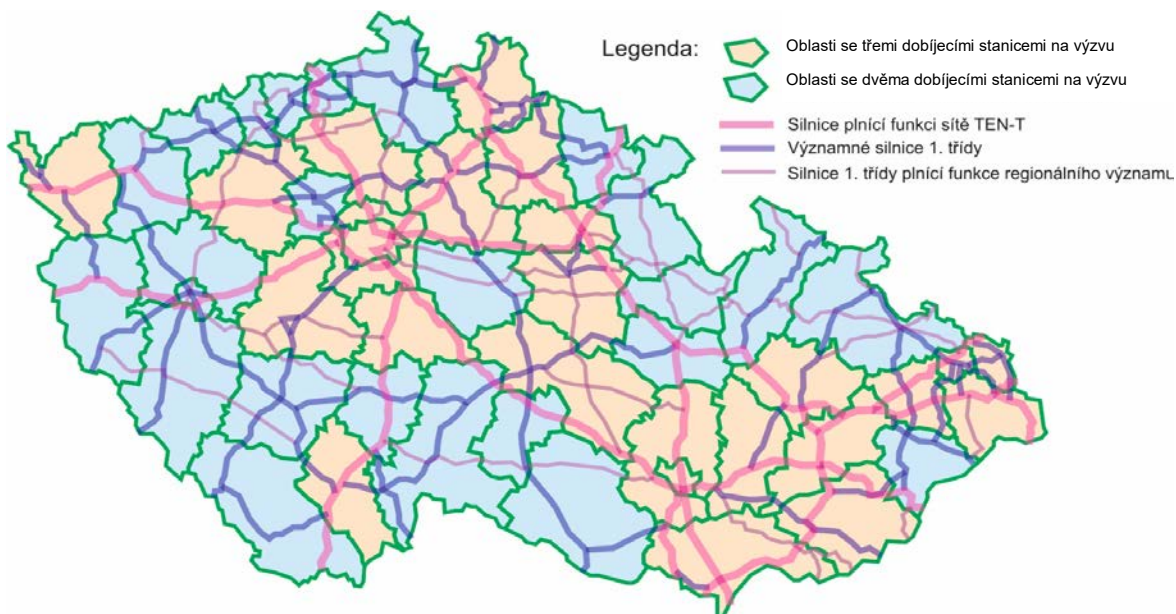 Legenda:
Oblasti se třemi dobíjecími stanicemi na výzvu
Oblasti se dvěma dobíjecími stanicemi na výzvu
Silnice plnící funkci sítě TEN-T
Významné silnice 1. třídy
Silnice 1. třídy plnící funkce regionálního významu